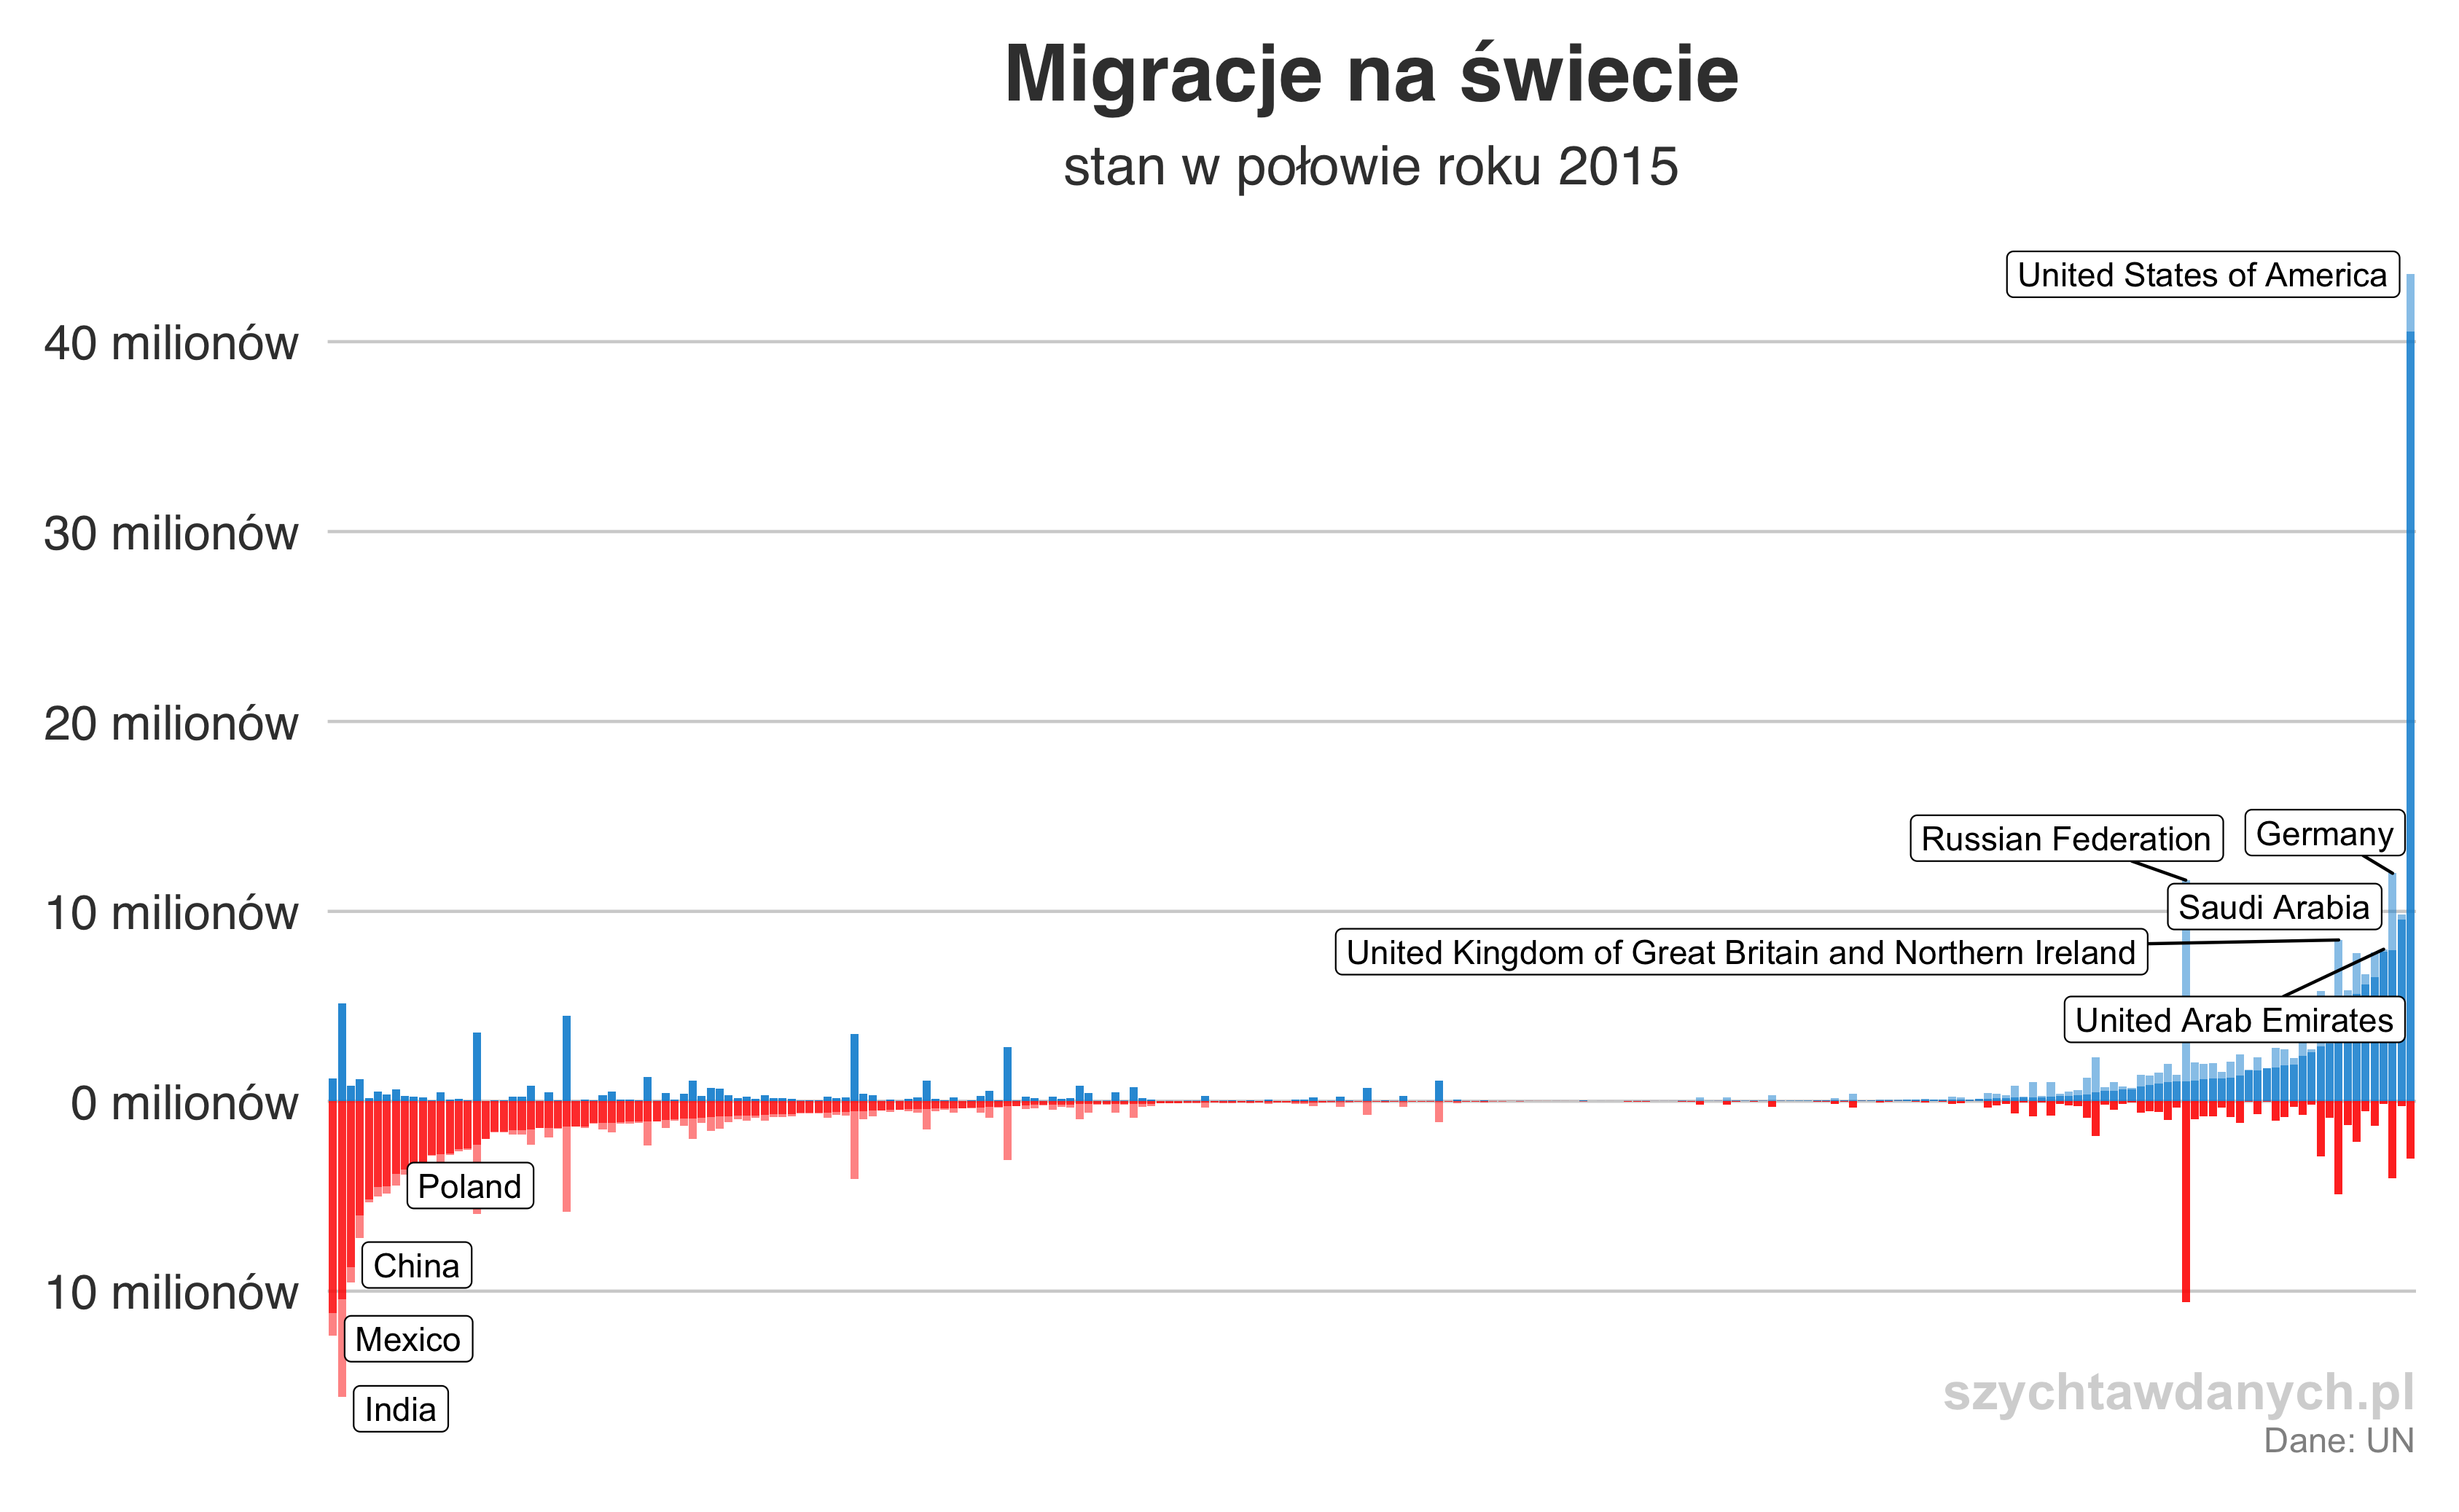 Migracje na świecie
stan w połowie roku 2015
United States of America
40 milionów
30 milionów
20 milionów
Russian Federation
Germany
10 milionów
Saudi Arabia
United Kingdom of Great Britain and Northern Ireland
United Arab Emirates
0 milionów
Poland
China
10 milionów
Mexico
India
szychtawdanych.pl
Dane: UN